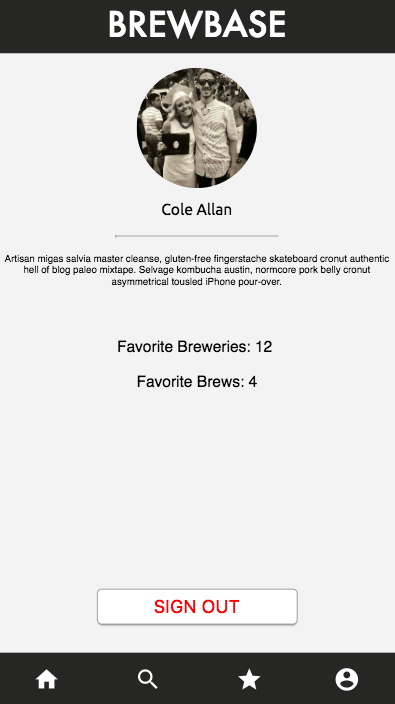 BREWBASE
Cole Allan
Artisan migas salvia master cleanse, gluten-free fingerstache skateboard cronut authentic
hell of blog paleo mixtape. Selvage kombucha austin, normcore pork belly cronut
asymmetrical tousled iPhone pour-over.
Favorite Breweries: 12
Favorite Brews: 4
SIGN OUT